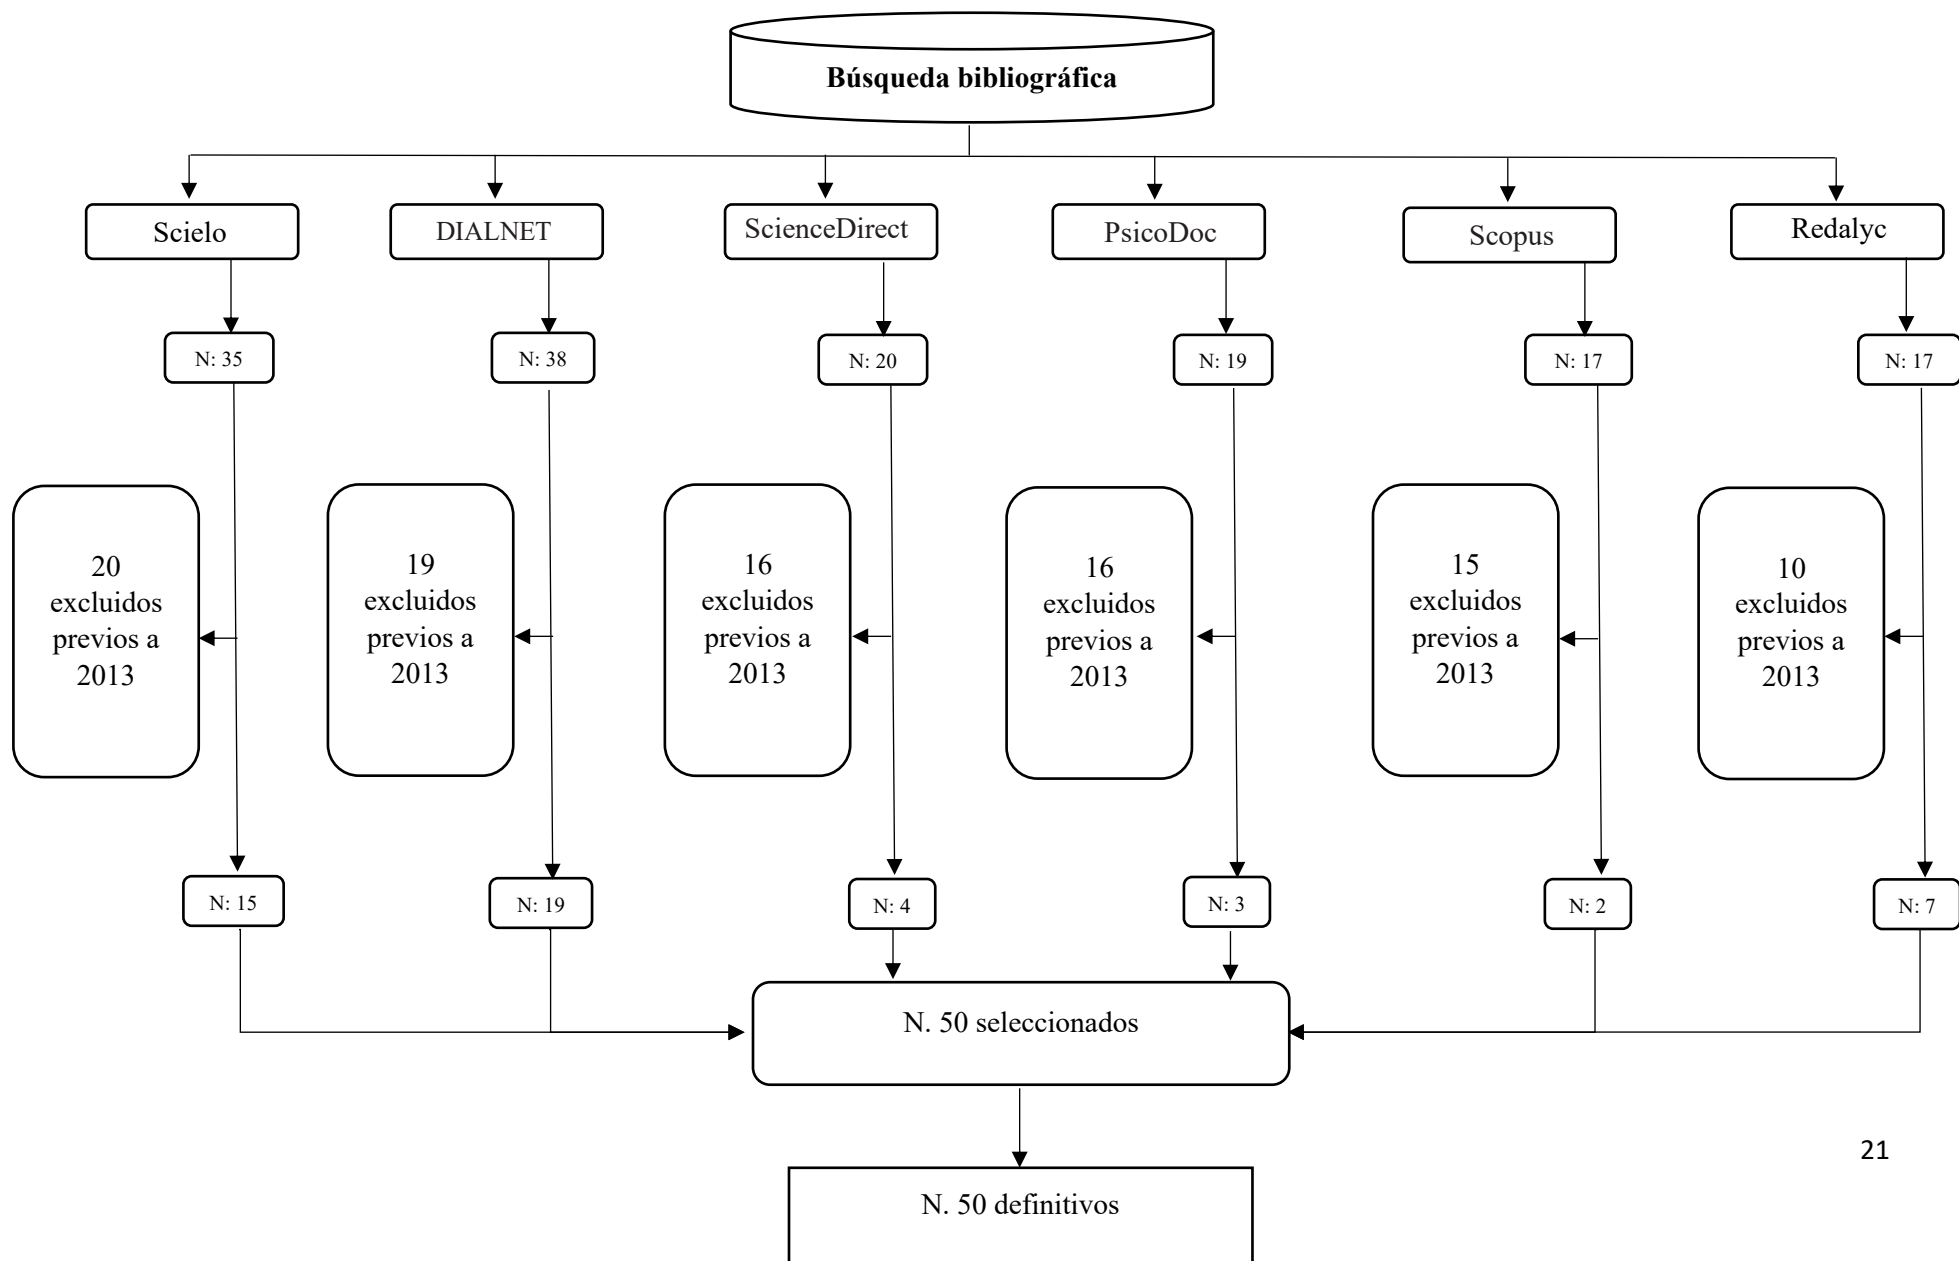 Búsqueda bibliográfica
Scielo
DIALNET
ScienceDirect
PsicoDoc
Scopus
Redalyc
N: 35
N: 38
N: 20
N: 19
N: 17
N: 17
20
excluidos
previos a
2013
19
excluidos
previos a
2013
16
excluidos
previos a
2013
16
excluidos
previos a
2013
15
excluidos
previos a
2013
10
excluidos
previos a
2013
N: 15
N: 19
N: 4
N: 3
N: 2
N: 7
N. 50 seleccionados
21
N. 50 definitivos